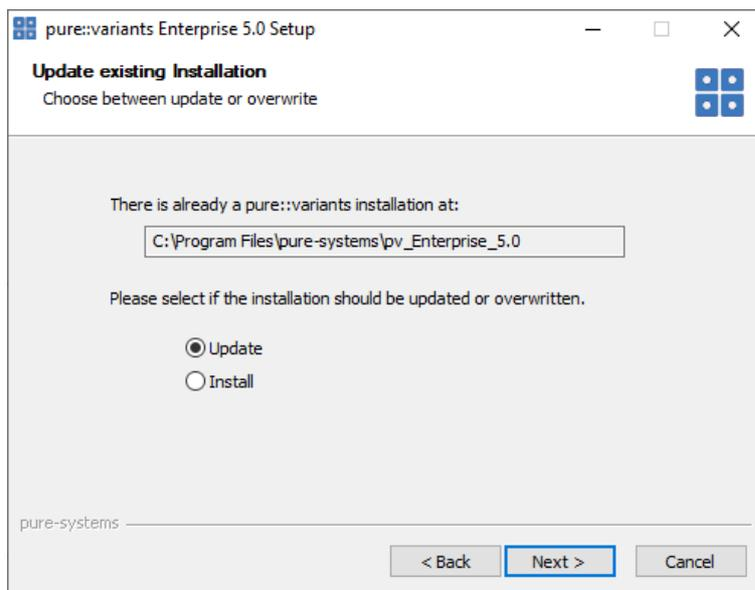 pure::variants Enterprise 5.0 Setup
Update existing Installation
Choose between update or overwrite
There is already a pure::variants installation at:
C:\Program Files\pure-systems\pv_Enterprise_5.0
Please select if the installation should be updated or overwritten.
Update
Install
pure-systems
< Back Next > Cancel